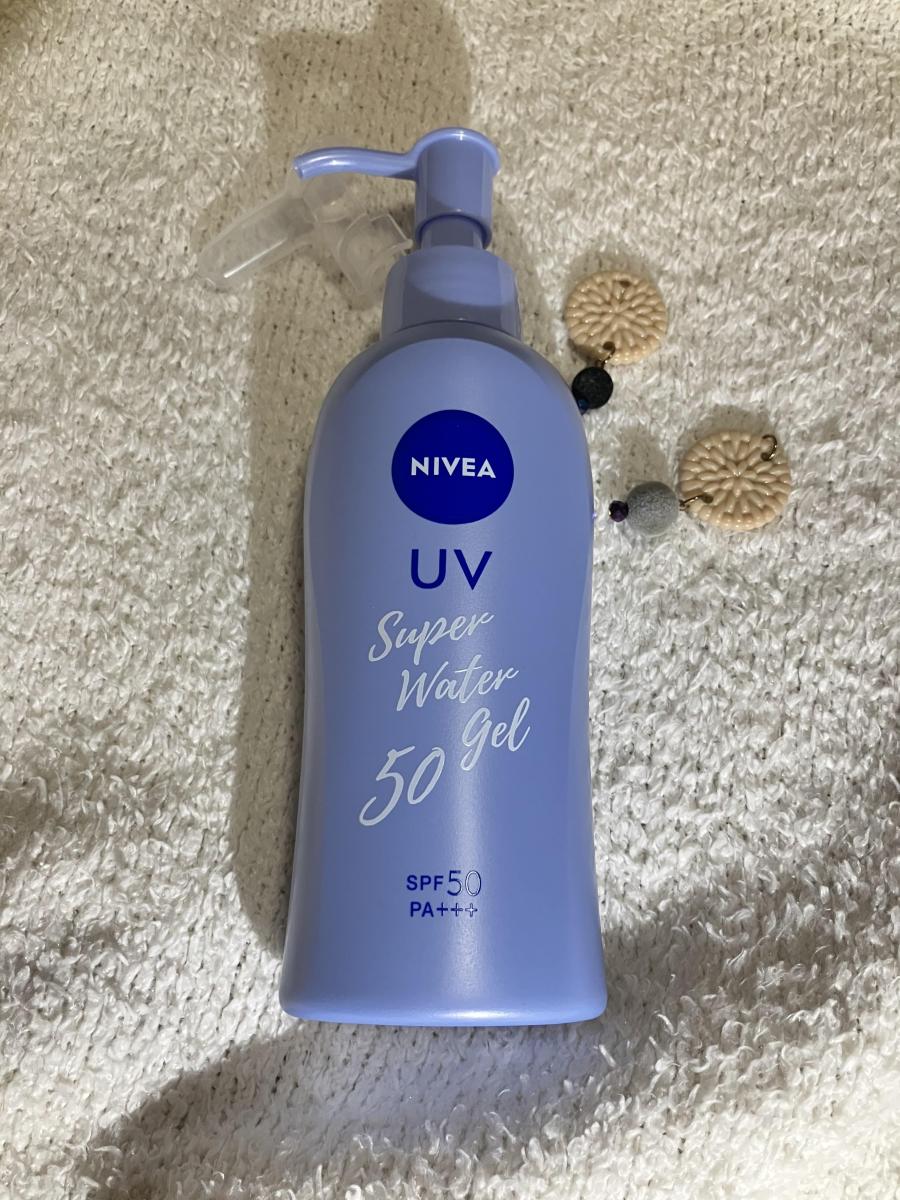 NIVEA
UV
Super
Water
Gel
50
SPF50
PA+++